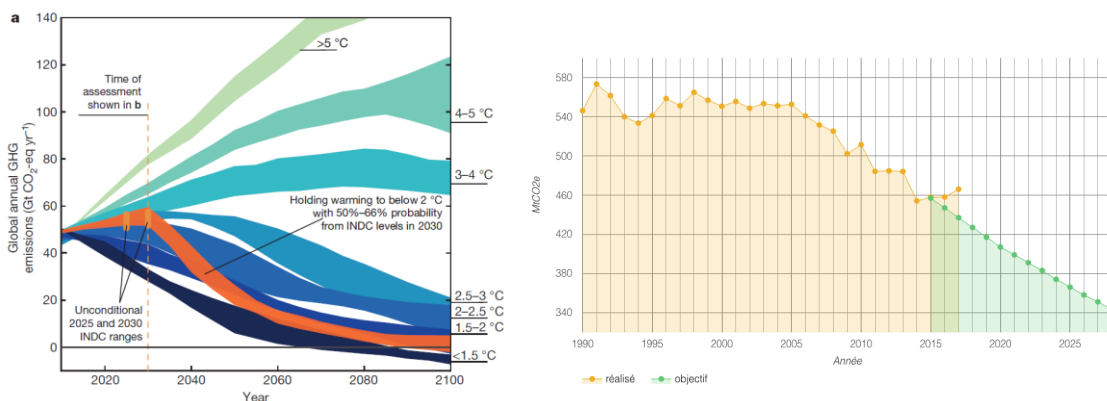 a
140
120
100
80
60
40
20
0
Global annual GHG
emissions (Gt CO₂-eq yr⁻¹)
Time of
assessment
shown in b
>5 °C
4–5 °C
3–4 °C
Holding warming to below 2 °C
with 50%–66% probability
from INDC levels in 2030
Unconditional
2025 and 2030
INDC ranges
2.5–3 °C
2–2.5 °C
1.5–2 °C
<1.5 °C
2020 2040 2060 2080 2100
Year
580
540
500
460
420
380
340
MtCO2e
1990 1995 2000 2005 2010 2015 2020 2025
Année
réalisé objectif